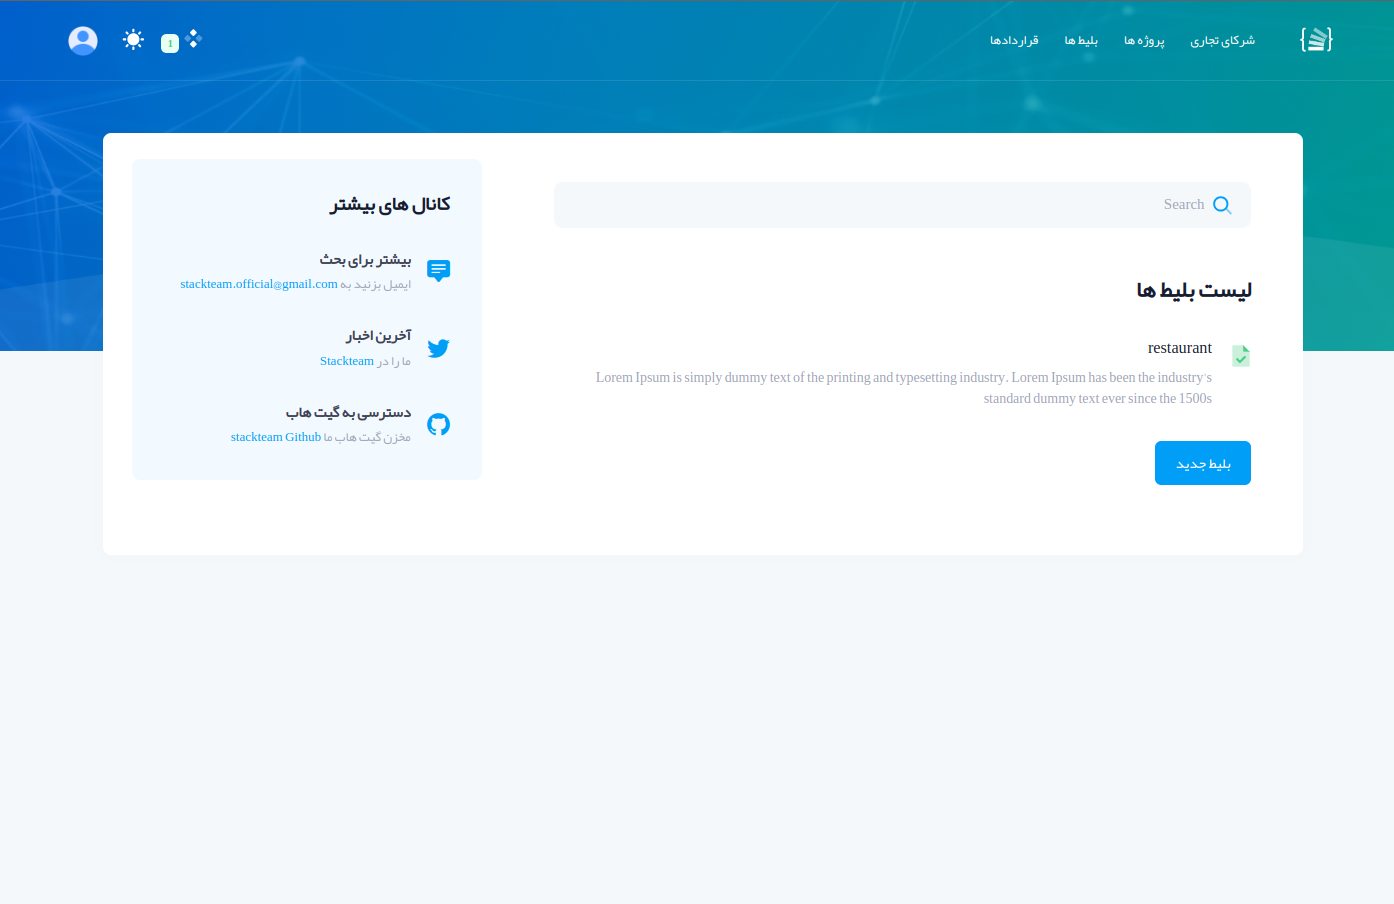 شرکای تجاری
پروژه ها
بلیط ها
قراردادها
1
Search
لیست بلیط ها
restaurant
Lorem Ipsum is simply dummy text of the printing and typesetting industry. Lorem Ipsum has been the industry's
standard dummy text ever since the 1500s
بلیط جدید
کانال های بیشتر
بیشتر برای بحث
ایمیل بزنید به stackteam.official@gmail.com
آخرین اخبار
ما را در Stackteam
دسترسی به گیت هاب
مخزن گیت هاب ما stackteam Github